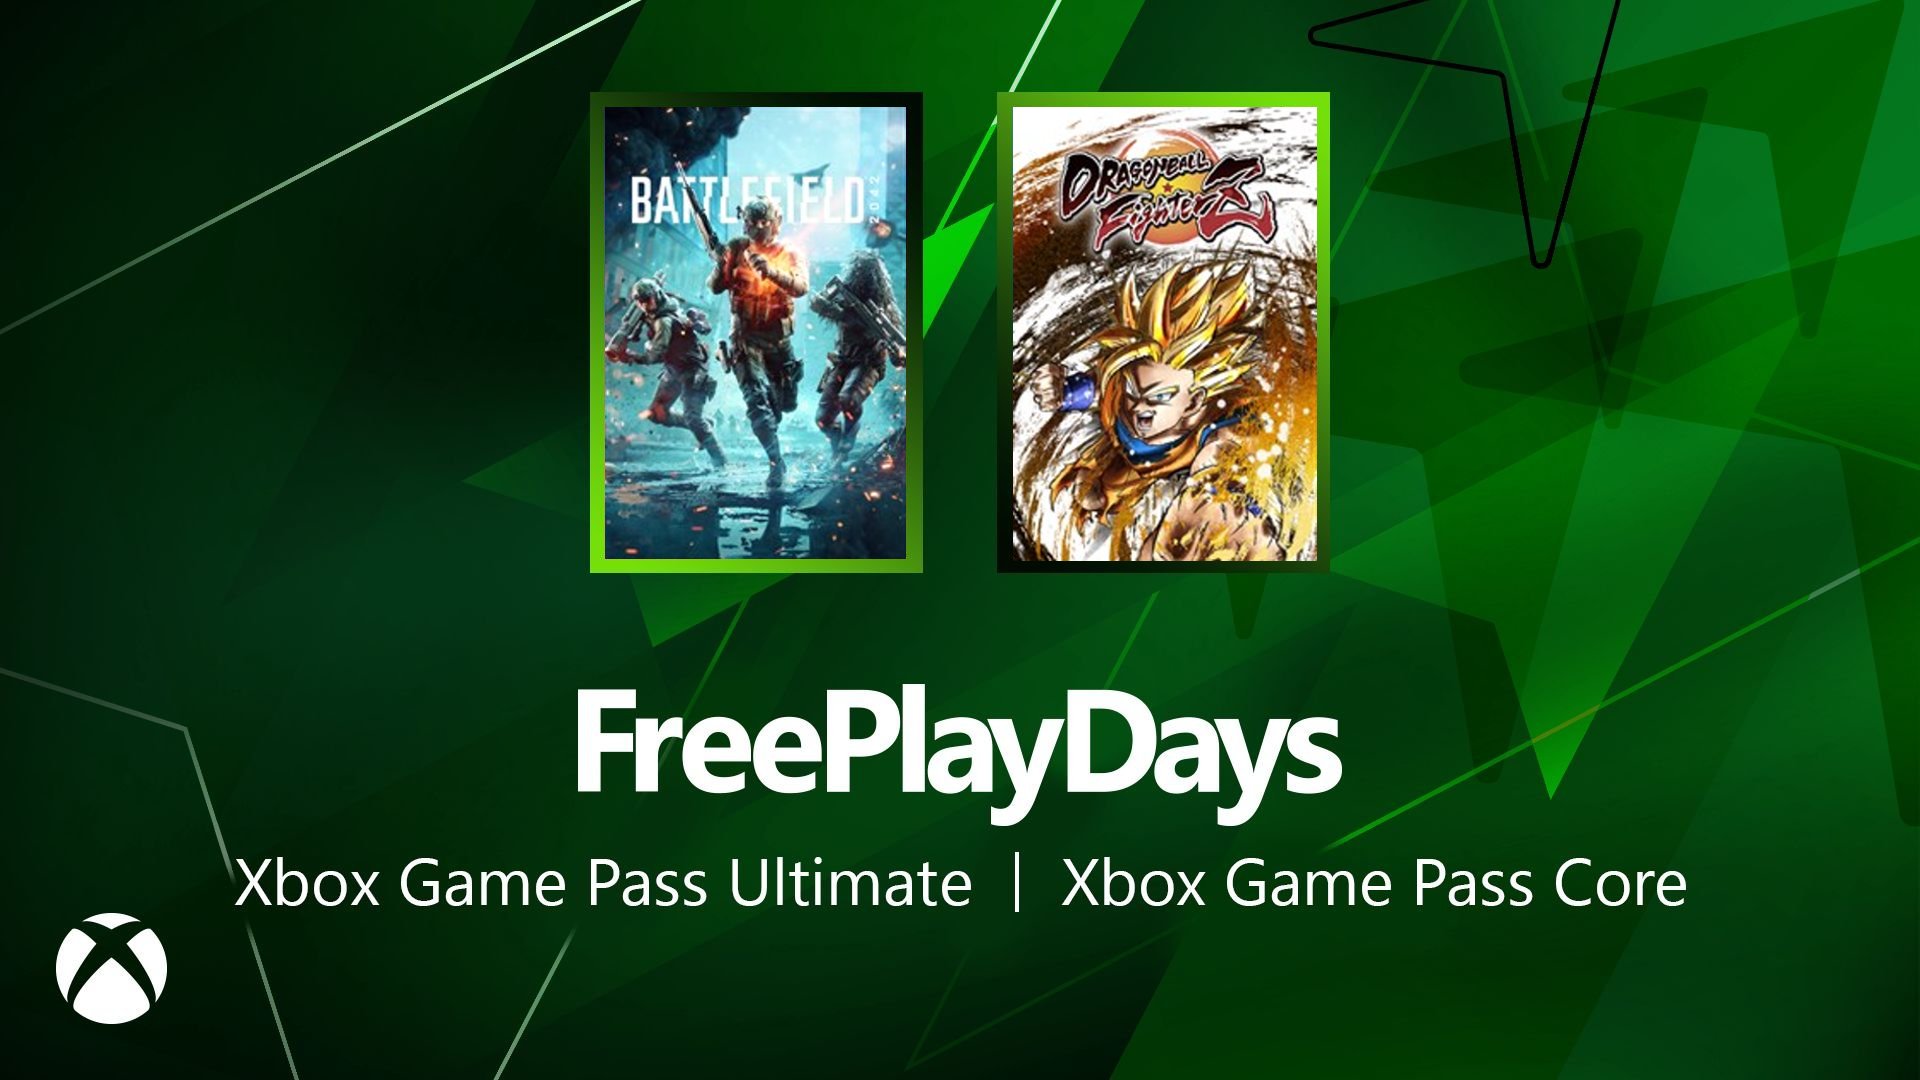 BATTLEFIELD 2042
DRAGONBALL
FighterZ
FreePlayDays
Xbox Game Pass Ultimate | Xbox Game Pass Core